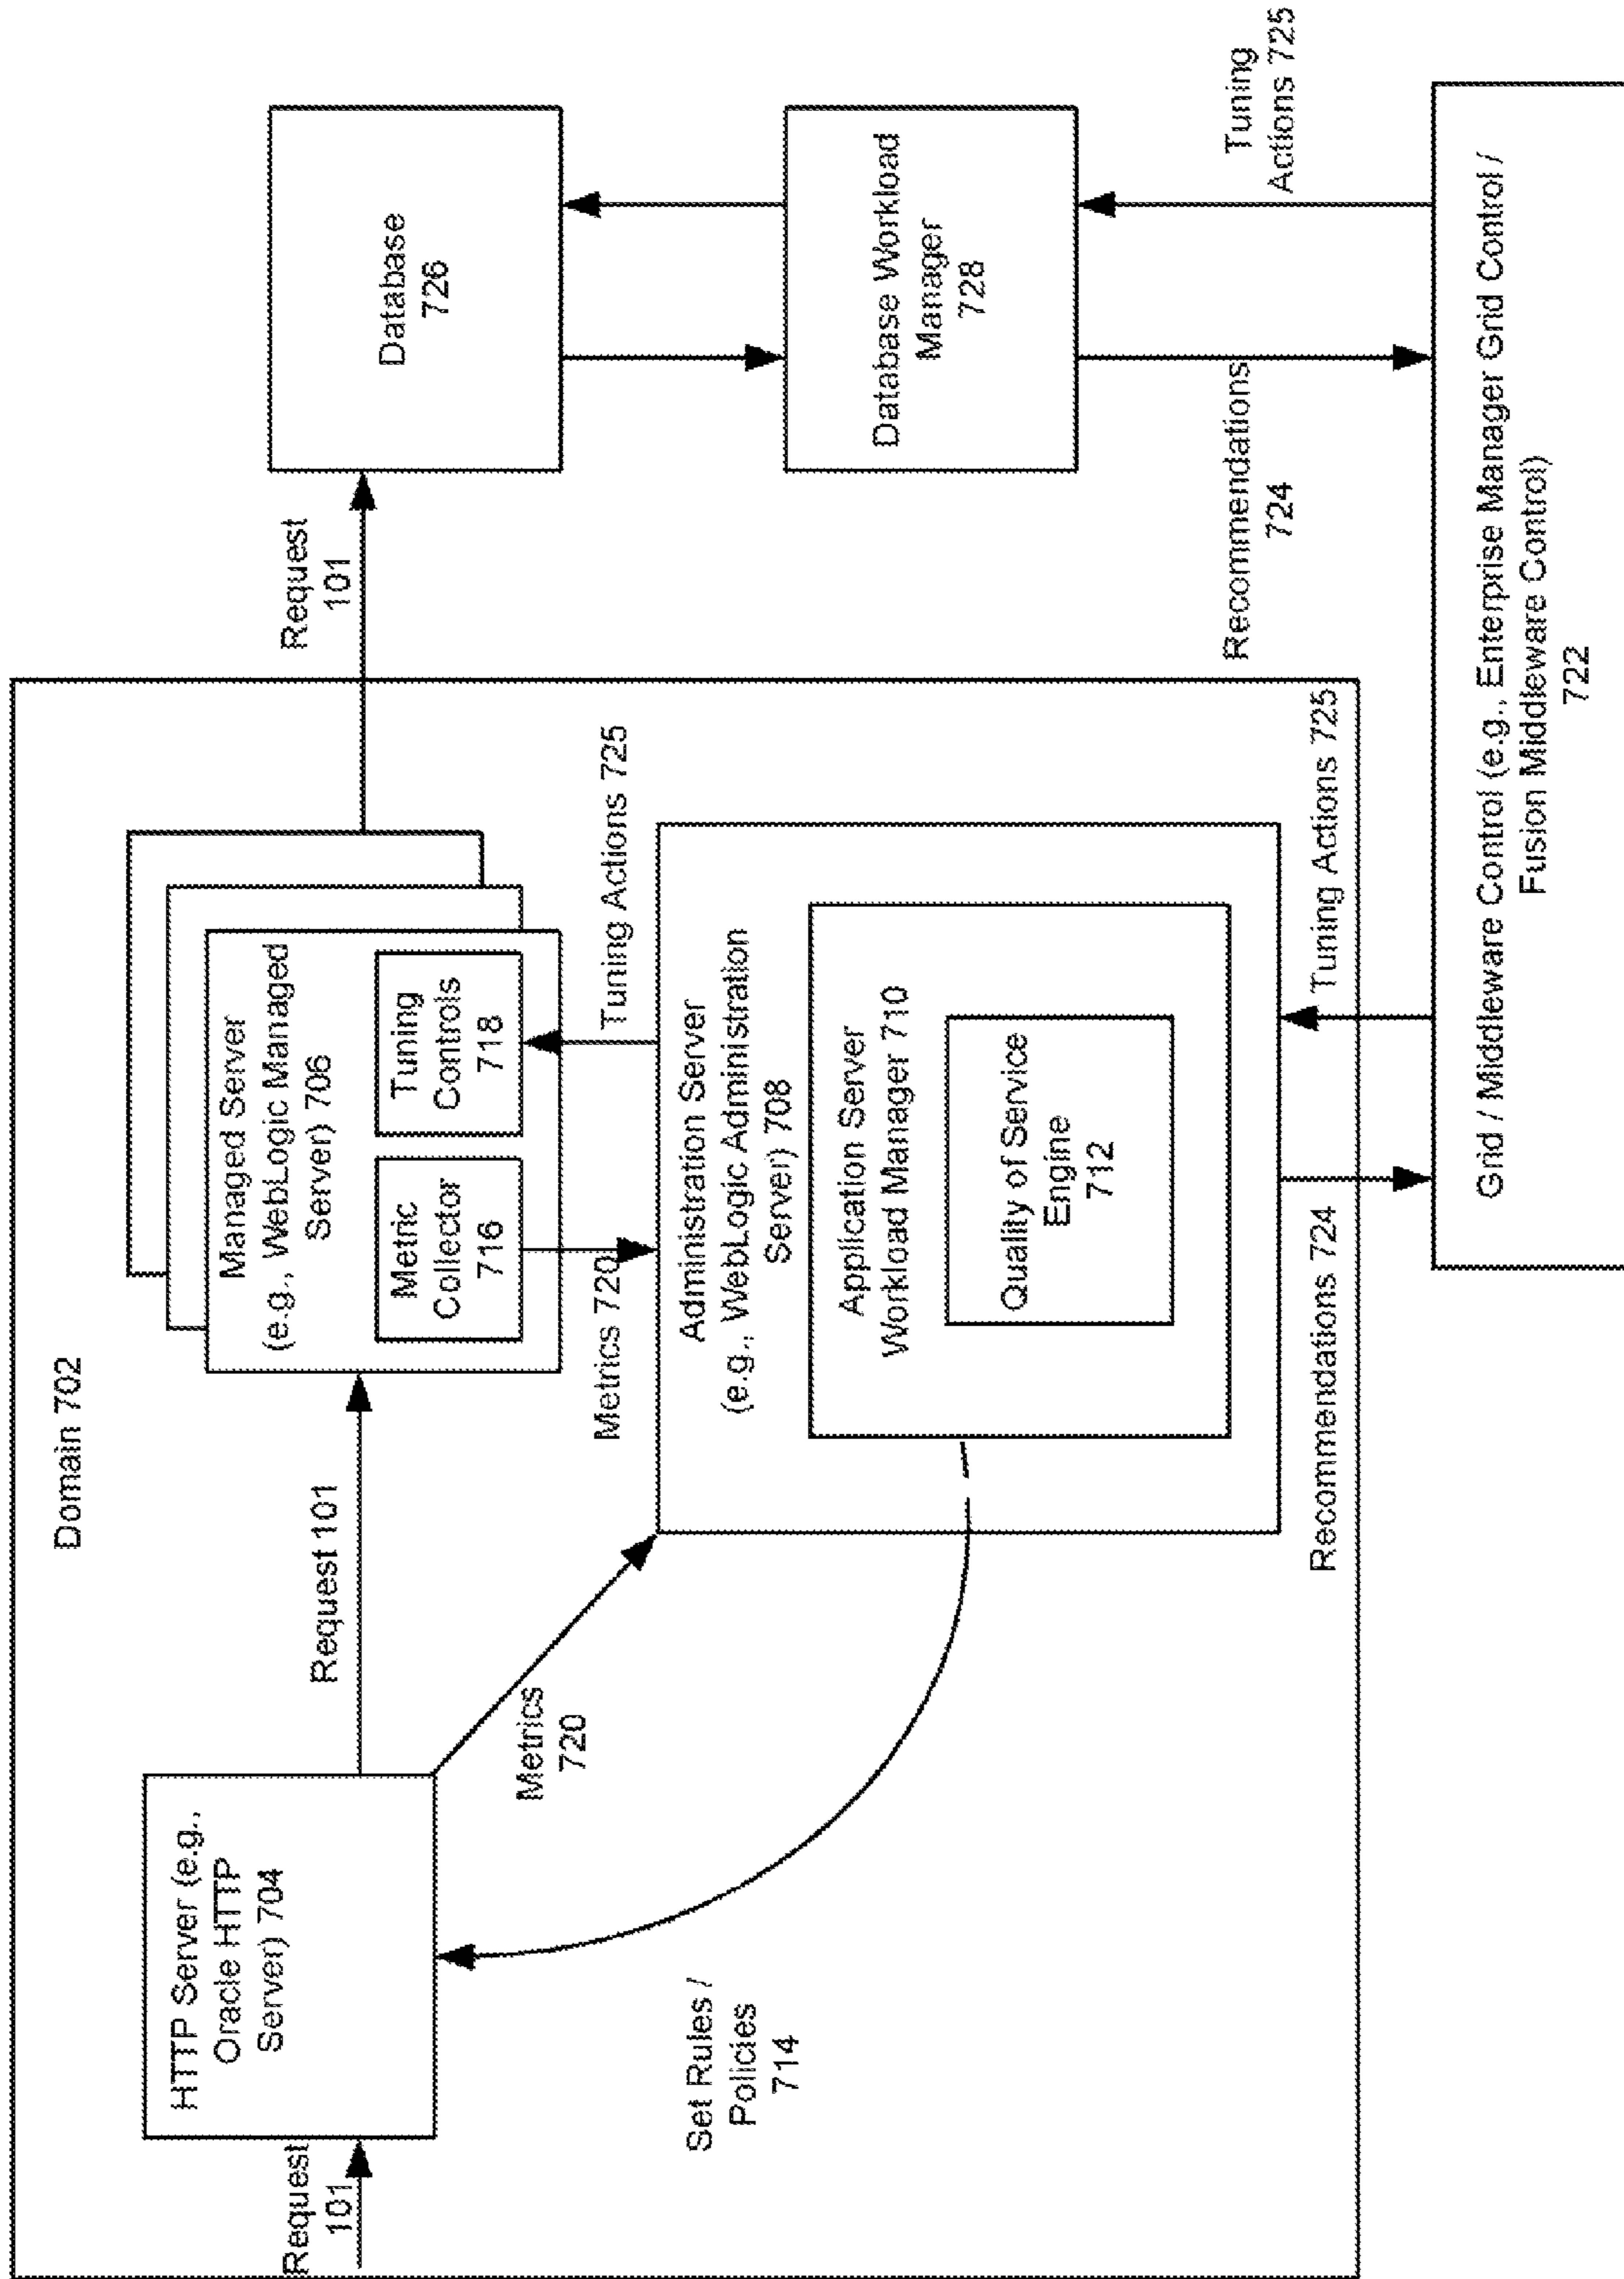 Domain 702
Request
101
HTTP Server (e.g.,
Oracle HTTP
Server) 704
Request 101
Managed Server
(e.g., WebLogic Managed
Server) 706
Metric
Collector
716
Tuning
Controls
718
Request
101
Database
726
Metrics
720
Metrics 720
Tuning Actions 725
Set Rules /
Policies
714
Administration Server
(e.g., WebLogic Administration
Server) 708
Application Server
Workload Manager 710
Quality of Service
Engine
712
Database Workload
Manager
728
Recommendations 724
Tuning Actions 725
Recommendations
724
Tuning
Actions 725
Grid / Middleware Control (e.g., Enterprise Manager Grid Control /
Fusion Middleware Control)
722